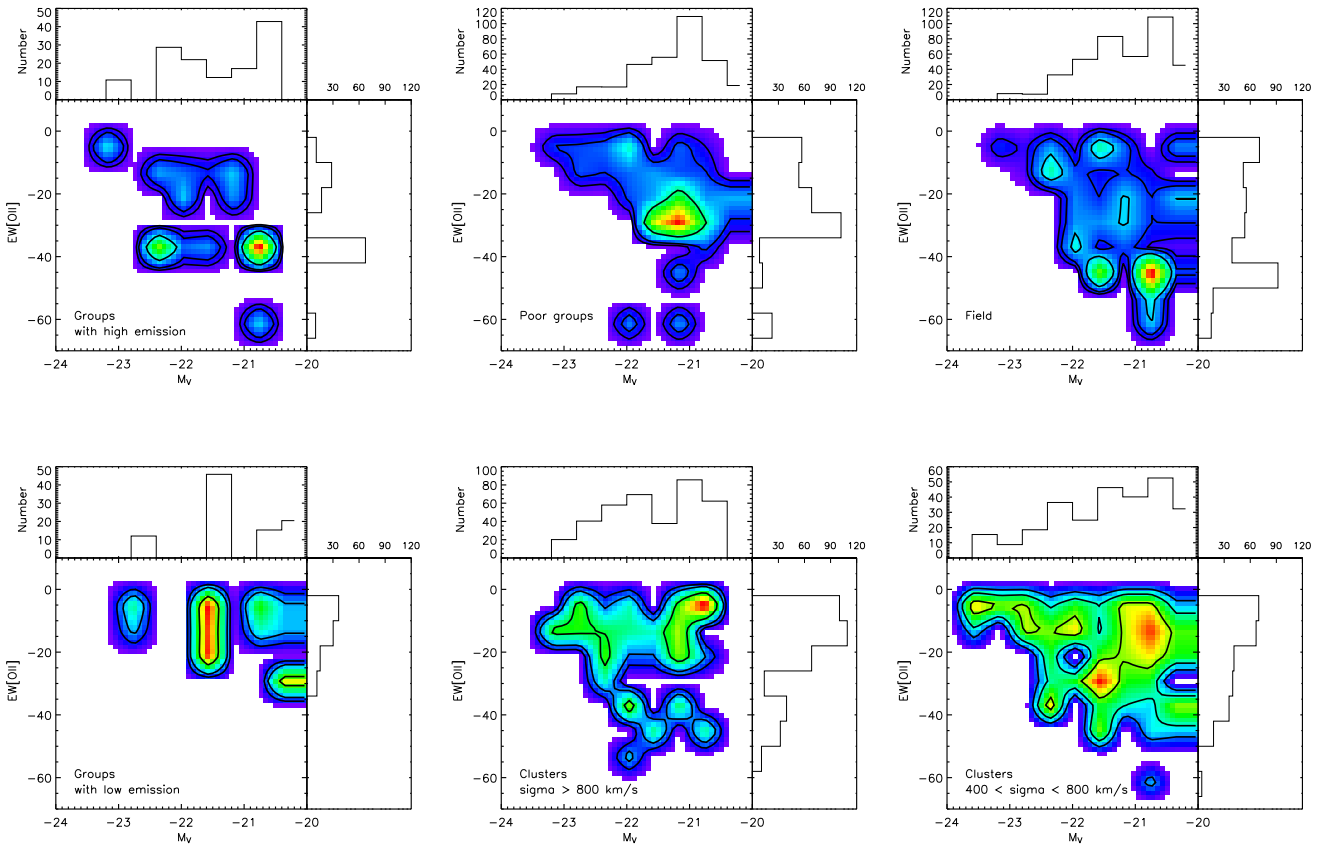 50
40
30
20
10
0
Number
30 60 90 120
0
−20
−40
−60
EW[OII]
Groups
with high emission
−24 −23 −22 −21 −20
M_V
120
100
80
60
40
20
0
Number
30 60 90 120
0
−20
−40
−60
EW[OII]
Poor groups
−24 −23 −22 −21 −20
M_V
120
100
80
60
40
20
0
Number
30 60 90 120
0
−20
−40
−60
EW[OII]
Field
−24 −23 −22 −21 −20
M_V
50
40
30
20
10
0
Number
30 60 90 120
0
−20
−40
−60
EW[OII]
Groups
with low emission
−24 −23 −22 −21 −20
M_V
100
80
60
40
20
0
Number
30 60 90 120
0
−20
−40
−60
EW[OII]
Clusters
sigma > 800 km/s
−24 −23 −22 −21 −20
M_V
60
50
40
30
20
10
0
Number
30 60 90 120
0
−20
−40
−60
EW[OII]
Clusters
400 < sigma < 800 km/s
−24 −23 −22 −21 −20
M_V